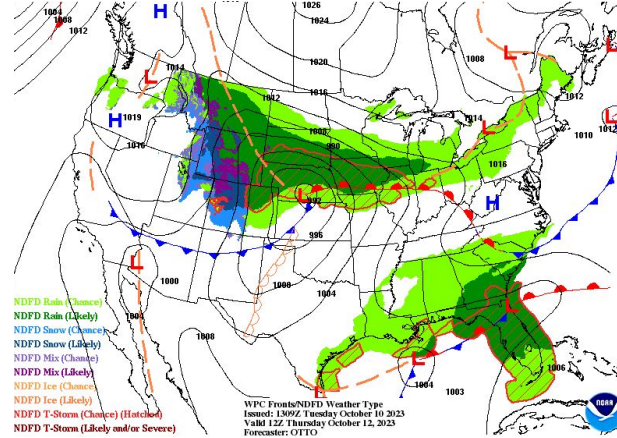 1004
1008
1012
H
1026
1024
1020
1016
1012
1008
L
1014
L
H
1019
1016
1008
990
L
992
996
L
1014
L
1016
1012
L
1010
L
1012
H
L
1000
1004
1008
1000
1004
L
L
L
1004
1003
1006
NDFD Rain (Chance)
NDFD Rain (Likely)
NDFD Snow (Chance)
NDFD Snow (Likely)
NDFD Mix (Chance)
NDFD Mix (Likely)
NDFD Ice (Chance)
NDFD Ice (Likely)
NDFD T-Storm (Chance) (Hatched)
NDFD T-Storm (Likely and/or Severe)
WPC Fronts/NDFD Weather Type
Issued: 1309Z Tuesday October 10 2023
Valid 12Z Thursday October 12, 2023
Forecaster: OTTO
NOAA